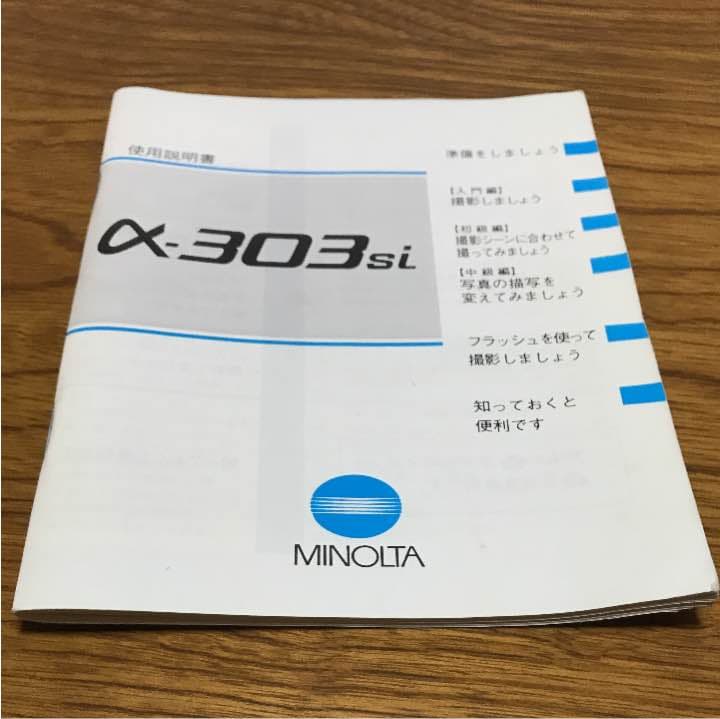 使用説明書
α-303si
準備をしましょう
【入門編】
撮影しましょう
【初級編】
撮影シーンに合わせて
撮ってみましょう
【中級編】
写真の描写を
変えてみましょう
フラッシュを使って
撮影しましょう
知っておくと
便利です
MINOLTA